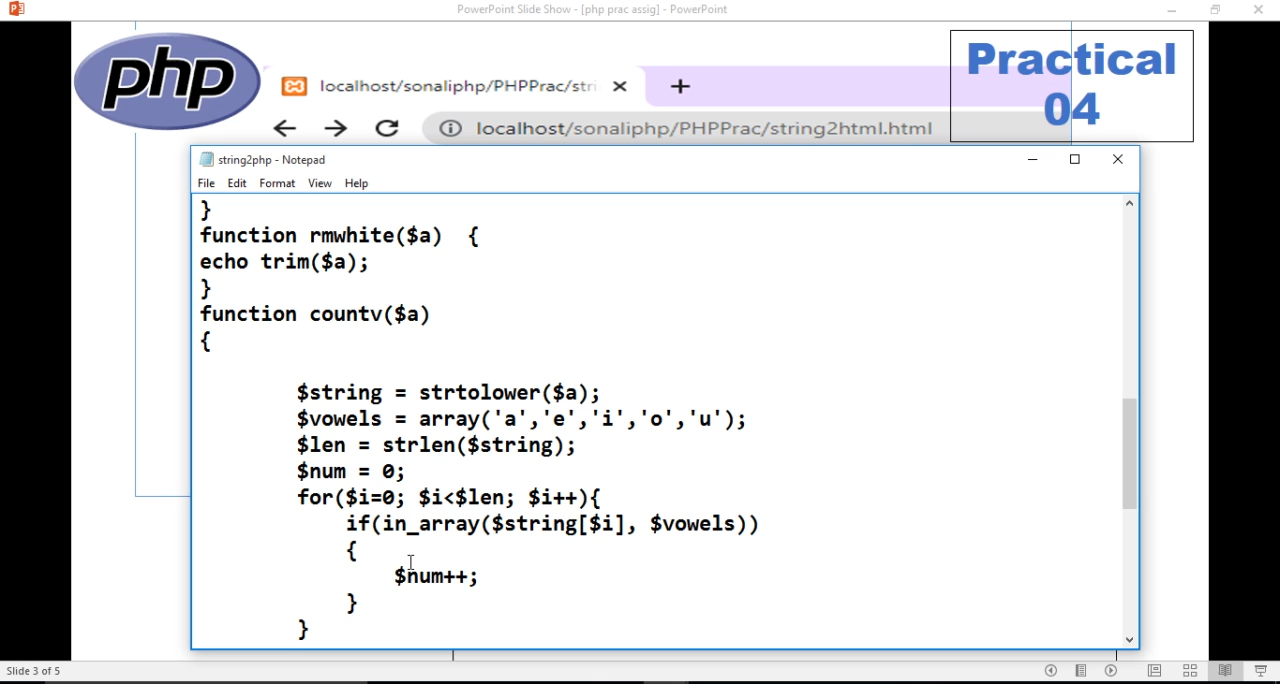 PowerPoint Slide Show - [php prac assig] - PowerPoint
php
localhost/sonaliphp/PHPPrac/stri
Practical
04
localhost/sonaliphp/PHPPrac/string2html.html
string2php - Notepad
File Edit Format View Help
}
function rmwhite($a)  {
echo trim($a);
}
function countv($a)
{
$string = strtolower($a);
$vowels = array('a','e','i','o','u');
$len = strlen($string);
$num = 0;
for($i=0; $i<$len; $i++){
if(in_array($string[$i], $vowels))
{
$num++;
}
}
Slide 3 of 5